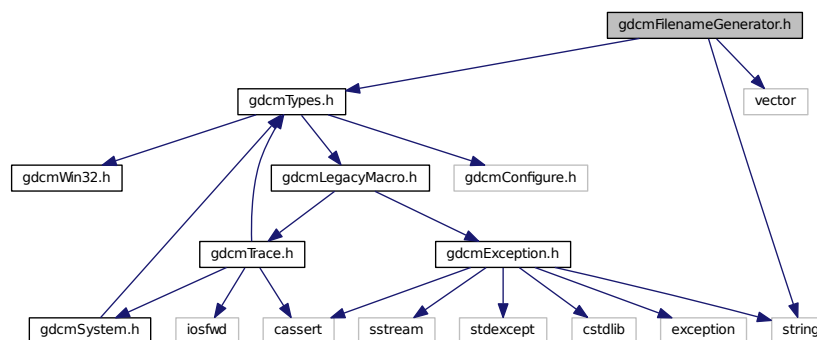 gdcmFilenameGenerator.h
gdcmTypes.h
vector
gdcmWin32.h
gdcmLegacyMacro.h
gdcmConfigure.h
gdcmTrace.h
gdcmException.h
gdcmSystem.h
iosfwd
cassert
sstream
stdexcept
cstdlib
exception
string